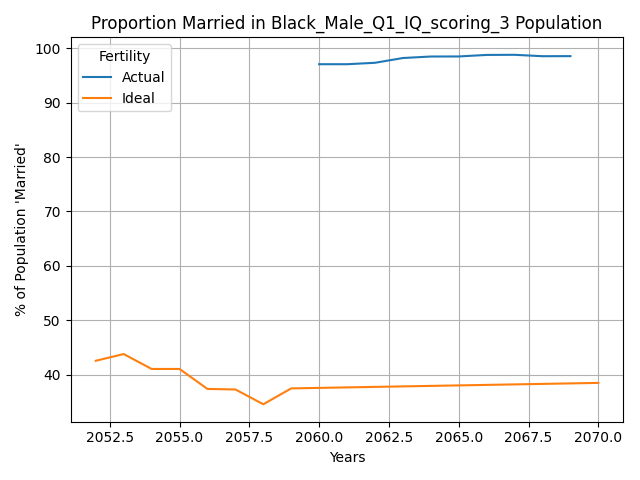 Proportion Married in Black_Male_Q1_IQ_scoring_3 Population
Fertility
Actual
Ideal
100
90
80
70
60
50
40
% of Population 'Married'
2052.5 2055.0 2057.5 2060.0 2062.5 2065.0 2067.5 2070.0
Years